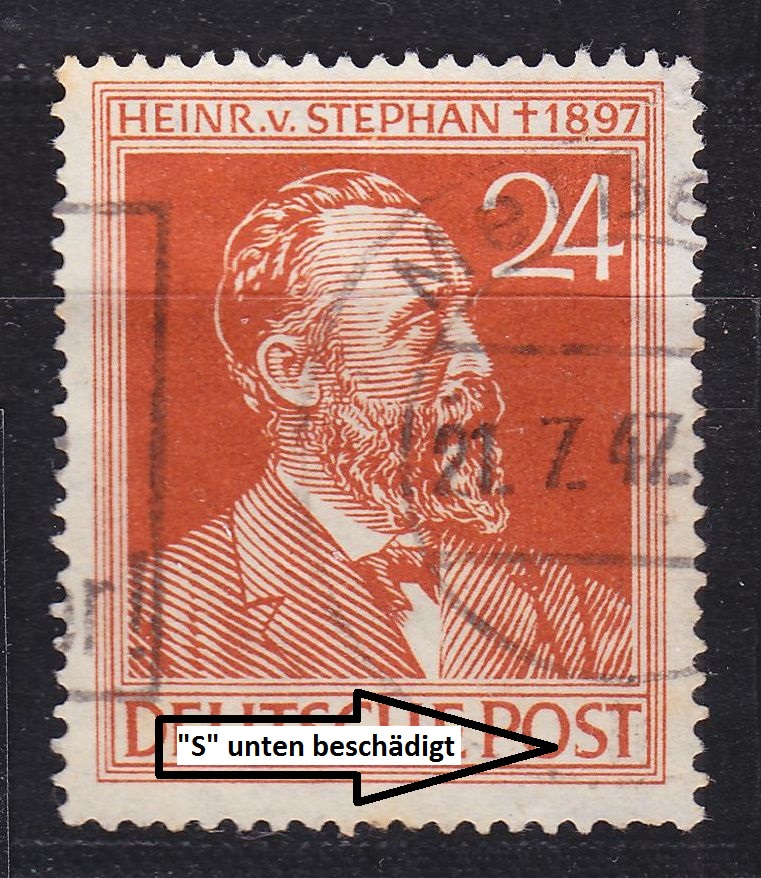 HEINR.v. STEPHAN †1897
24
21. 7. 47.
"S" unten beschädigt
DEUTSCHE POST